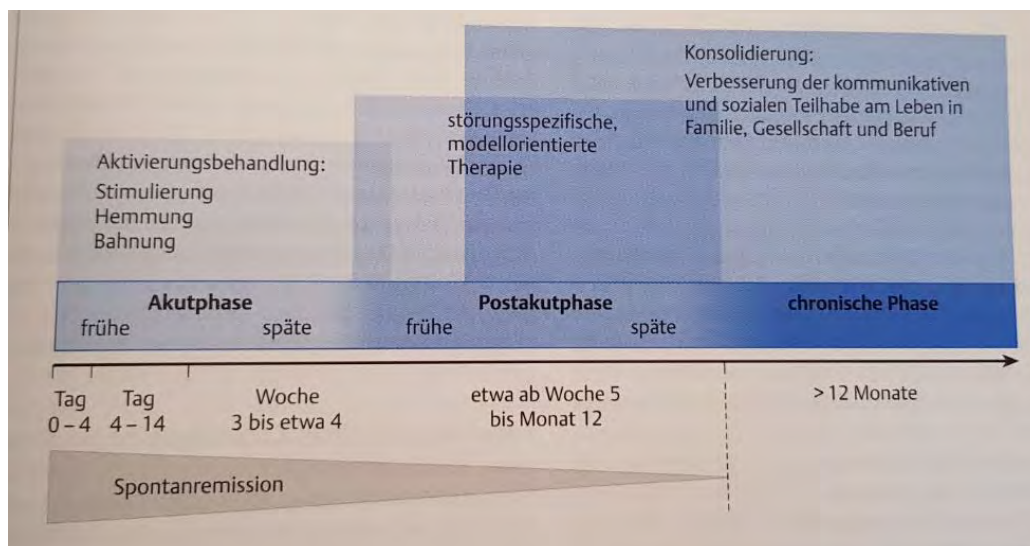 Konsolidierung:
Verbesserung der kommunikativen
und sozialen Teilhabe am Leben in
Familie, Gesellschaft und Beruf
störungsspezifische,
modellorientierte
Therapie
Aktivierungsbehandlung:
Stimulierung
Hemmung
Bahnung
Akutphase
frühe
späte
Postakutphase
frühe
späte
chronische Phase
Tag
0–4
Tag
4–14
Woche
3 bis etwa 4
etwa ab Woche 5
bis Monat 12
> 12 Monate
Spontanremission